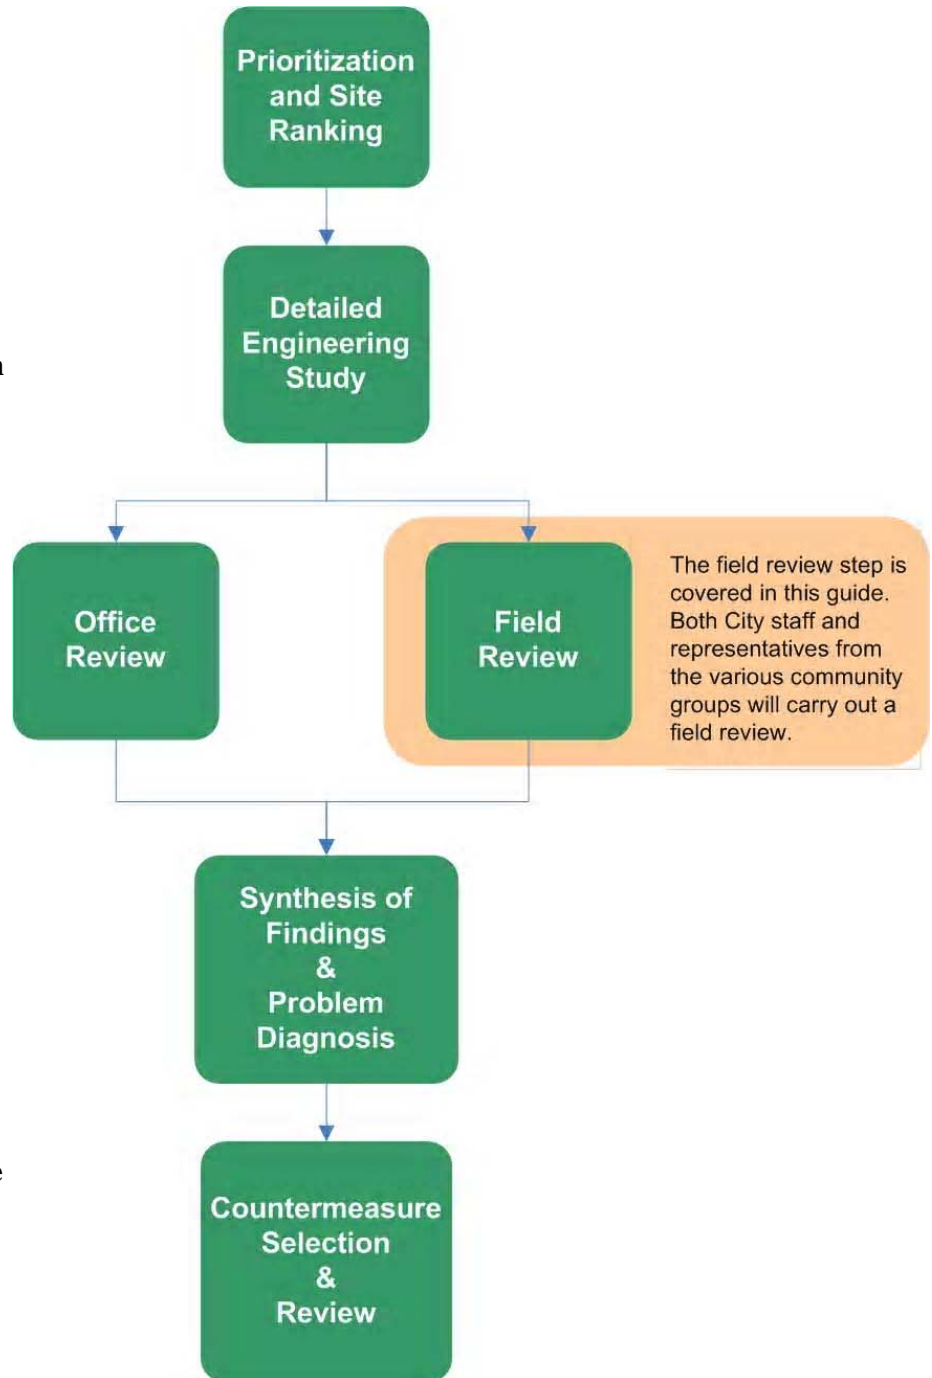 Prioritization
and Site
Ranking
Detailed
Engineering
Study
Office
Review
Field
Review
The field review step is
covered in this guide.
Both City staff and
representatives from
the various community
groups will carry out a
field review.
Synthesis of
Findings
&
Problem
Diagnosis
Countermeasure
Selection
&
Review